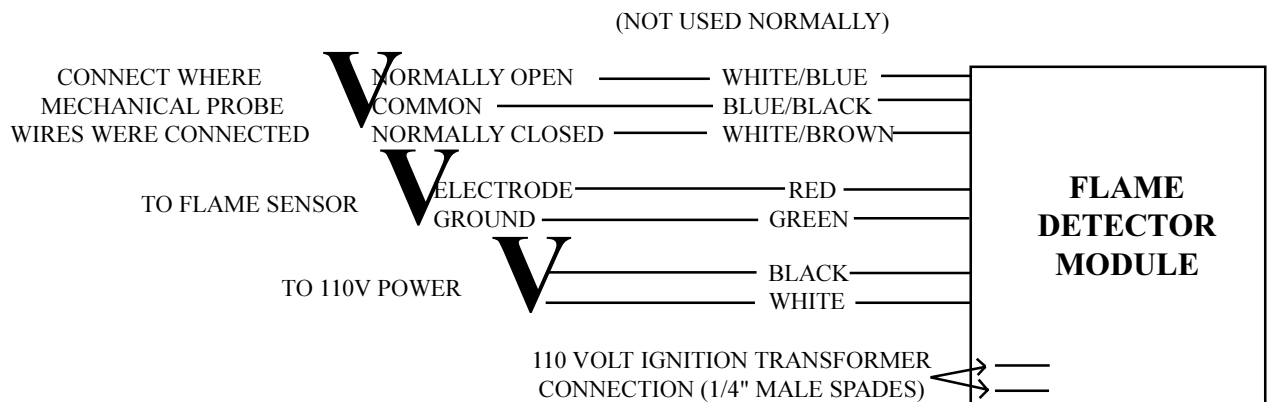 (NOT USED NORMALLY)
CONNECT WHERE
MECHANICAL PROBE
WIRES WERE CONNECTED
NORMALLY OPEN
COMMON
NORMALLY CLOSED
WHITE/BLUE
BLUE/BLACK
WHITE/BROWN
TO FLAME SENSOR
ELECTRODE
GROUND
RED
GREEN
TO 110V POWER
BLACK
WHITE
110 VOLT IGNITION TRANSFORMER
CONNECTION (1/4" MALE SPADES)
FLAME
DETECTOR
MODULE